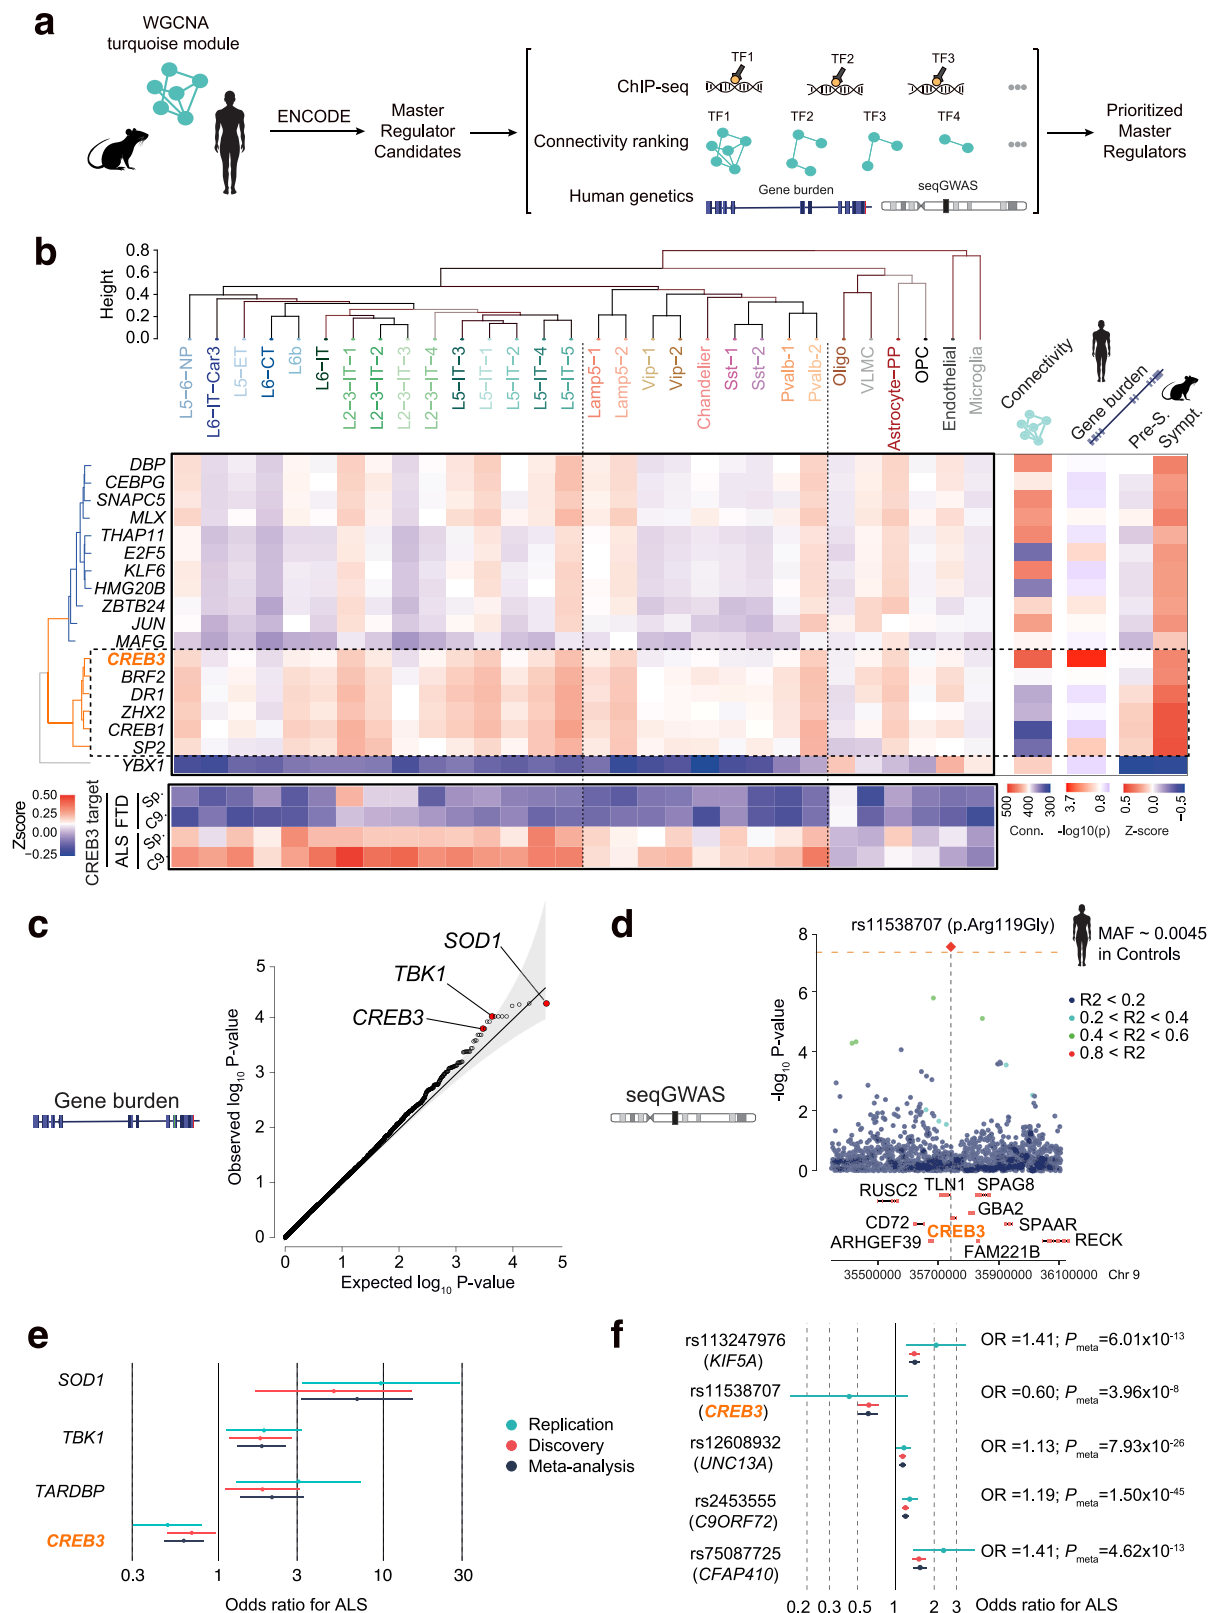 a
WGCNA
turquoise module
ENCODE
Master
Regulator
Candidates
ChIP-seq
TF1
TF2
TF3
Connectivity ranking
TF1
TF2
TF3
TF4
Human genetics
Gene burden
seqGWAS
Prioritized
Master
Regulators
b
Height
0.8
0.6
0.4
0.2
0.0
L5-6-NP
L6-IT-Car3
L5-ET
L6-CT
L6b
L6-IT
L2-3-IT-1
L2-3-IT-2
L2-3-IT-3
L2-3-IT-4
L5-IT-3
L5-IT-1
L5-IT-2
L5-IT-4
L5-IT-5
Lamp5-1
Lamp5-2
Vip-1
Vip-2
Chandelier
Sst-1
Sst-2
Pvalb-1
Pvalb-2
Oligo
VLMC
Astrocyte-PP
OPC
Endothelial
Microglia
Connectivity
Gene burden
Pre-S.
Sympt.
DBP
CEBPG
SNAPC5
MLX
THAP11
E2F5
KLF6
HMG20B
ZBTB24
JUN
MAFG
CREB3
BRF2
DR1
ZHX2
CREB1
SP2
YBX1
Zscore
0.50
0.25
0.00
−0.25
CREB3 target
ALS FTD
Sp.
C9.
Sp.
C9.
500
400
300
Conn.
3.7
0.8
-log10(p)
0.5
0.0
−0.5
Z-score
c
Gene burden
Observed log10 P-value
5
4
3
2
1
0
SOD1
TBK1
CREB3
0 1 2 3 4 5
Expected log10 P-value
d
seqGWAS
rs11538707 (p.Arg119Gly)
MAF ~ 0.0045
in Controls
-log10 P-value
8
6
4
2
0
R2 < 0.2
0.2 < R2 < 0.4
0.4 < R2 < 0.6
0.8 < R2
RUSC2
TLN1
SPAG8
GBA2
CD72
CREB3
SPAAR
ARHGEF39
FAM221B
RECK
35500000 35700000 35900000 36100000 Chr 9
e
SOD1
TBK1
TARDBP
CREB3
Replication
Discovery
Meta-analysis
0.3 1 3 10 30
Odds ratio for ALS
f
rs113247976
(KIF5A)
OR =1.41; Pmeta=6.01x10-13
rs11538707
(CREB3)
OR =0.60; Pmeta=3.96x10-8
rs12608932
(UNC13A)
OR =1.13; Pmeta=7.93x10-26
rs2453555
(C9ORF72)
OR =1.19; Pmeta=1.50x10-45
rs75087725
(CFAP410)
OR =1.41; Pmeta=4.62x10-13
0.2 0.3 0.5 1 2 3 Odds ratio for ALS